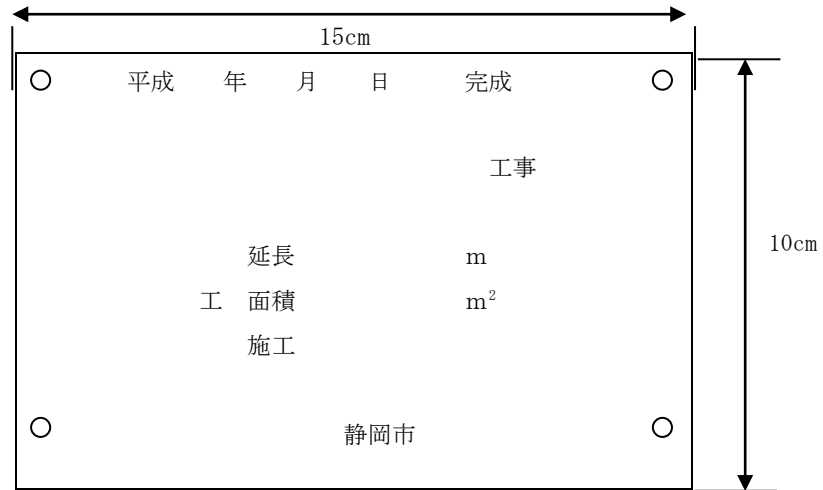 15cm
平成 年 月 日 完成
工事
10cm
延長 m
工 面積 m²
施工
静岡市